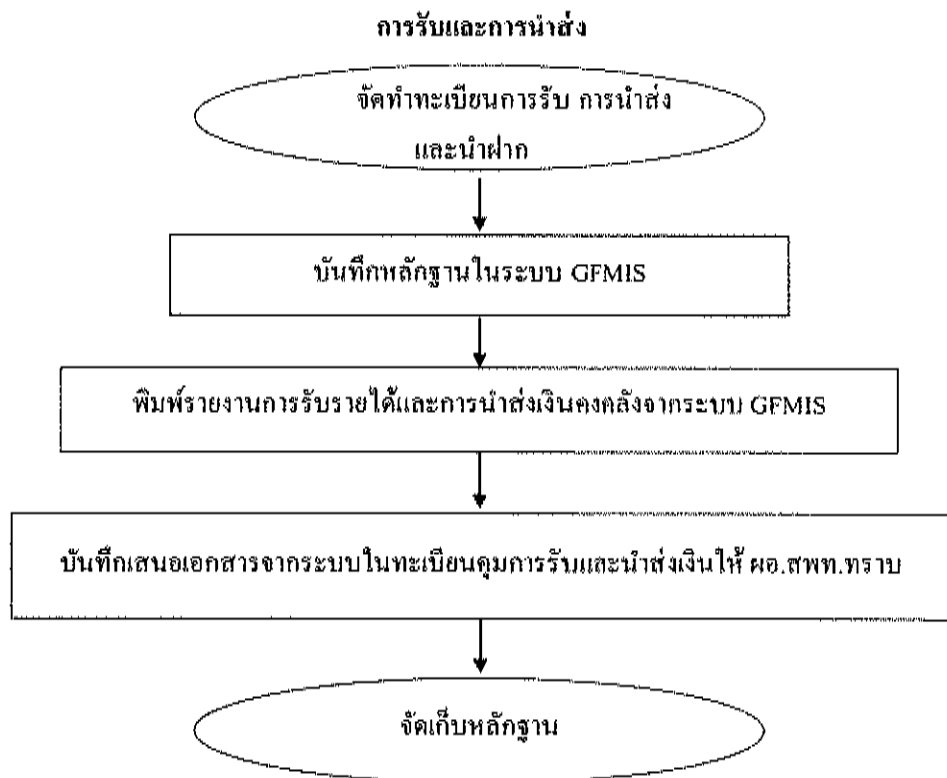 การรับและการนำส่ง
จัดทำทะเบียนการรับ การนำส่ง
และนำฝาก
บันทึกหลักฐานในระบบ GFMIS
พิมพ์รายงานการรับรายได้และการนำส่งเงินคงคลังจากระบบ GFMIS
บันทึกเสนอเอกสารจากระบบในทะเบียนคุมการรับและนำส่งเงินให้ ผอ.สพท.ทราบ
จัดเก็บหลักฐาน